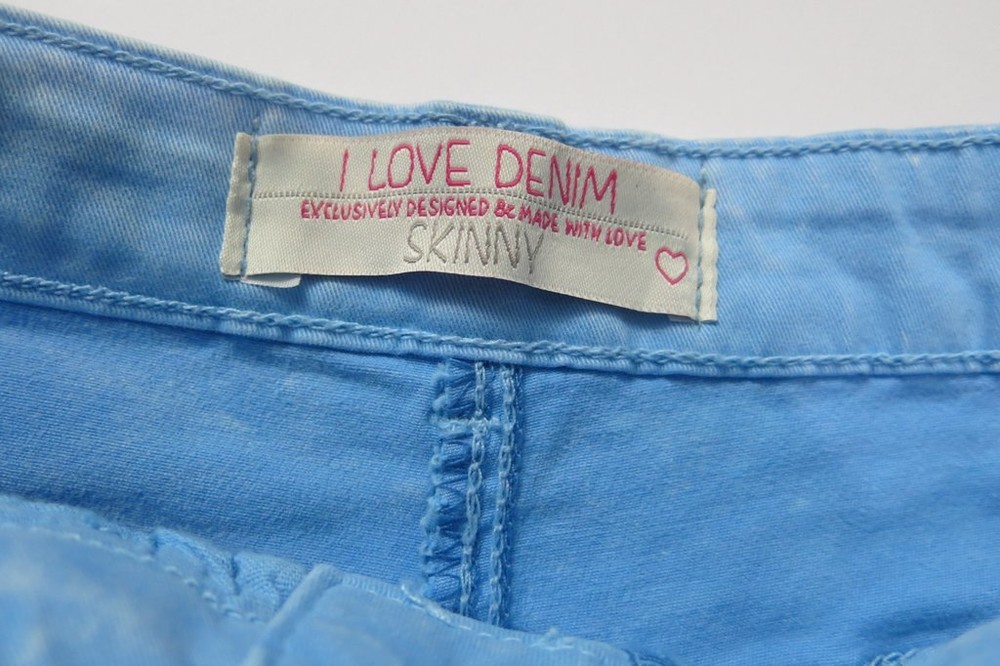 I LOVE DENIM
EXCLUSIVELY DESIGNED & MADE WITH LOVE
SKINNY